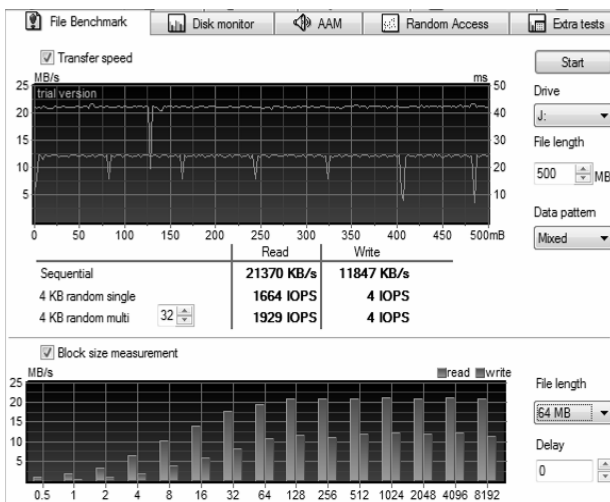 File Benchmark Disk monitor AAM Random Access Extra tests
Transfer speed Start
MB/s ms
trial version
25 50
20 40
15 30
10 20
5 10
0 50 100 150 200 250 300 350 400 450 500mB
Drive
J:
File length
500 MB
Data pattern
Mixed
Read Write
Sequential 21370 KB/s 11847 KB/s
4 KB random single 1664 IOPS 4 IOPS
4 KB random multi 32 1929 IOPS 4 IOPS
Block size measurement
MB/s read write
25
20
15
10
5
0.5 1 2 4 8 16 32 64 128 256 512 1024 2048 4096 8192
File length
64 MB
Delay
0